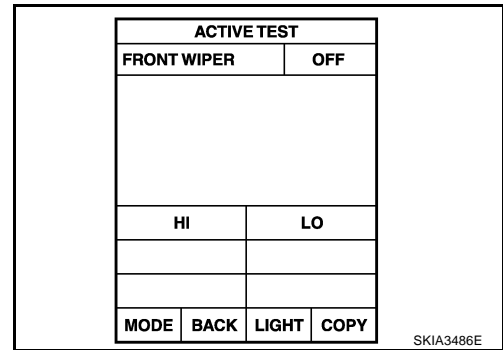 ACTIVE TEST
FRONT WIPER OFF
HI LO
MODE BACK LIGHT COPY
SKIA3486E